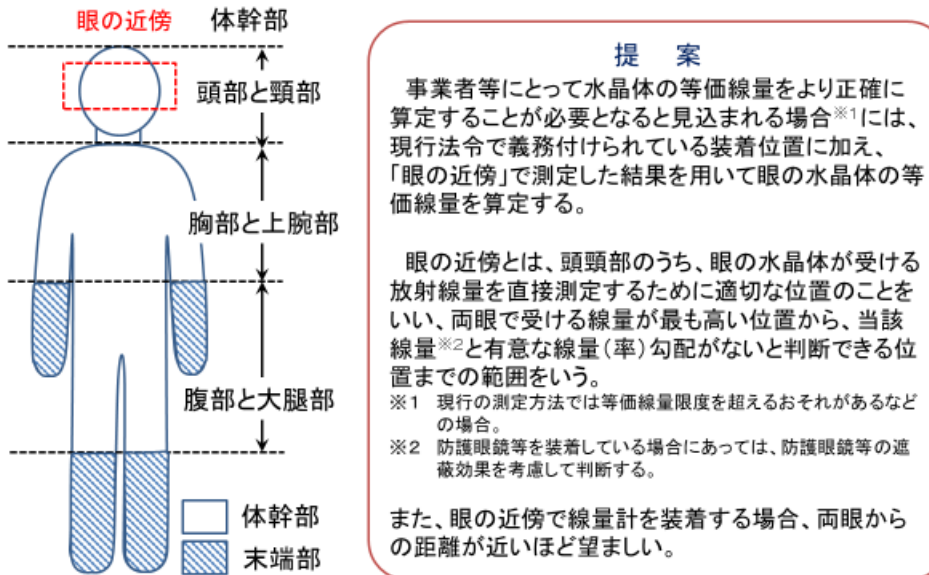 眼の近傍 体幹部
頭部と頸部
胸部と上腕部
腹部と大腿部
体幹部
末端部
提 案
事業者等にとって水晶体の等価線量をより正確に
算定することが必要となると見込まれる場合※1には、
現行法令で義務付けられている装着位置に加え、
「眼の近傍」で測定した結果を用いて眼の水晶体の等
価線量を算定する。
眼の近傍とは、頭頸部のうち、眼の水晶体が受ける
放射線量を直接測定するために適切な位置のことを
いい、両眼で受ける線量が最も高い位置から、当該
線量※2と有意な線量(率)勾配がないと判断できる位
置までの範囲をいう。
※1 現行の測定方法では等価線量限度を超えるおそれがあるなど
の場合。
※2 防護眼鏡等を装着している場合にあっては、防護眼鏡等の遮
蔽効果を考慮して判断する。
また、眼の近傍で線量計を装着する場合、両眼から
の距離が近いほど望ましい。